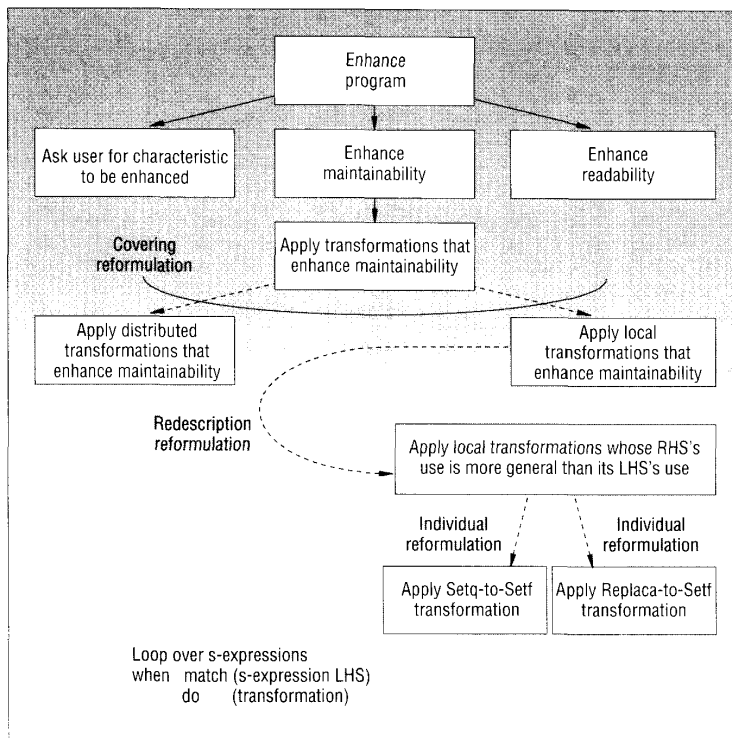 Enhance
program
Ask user for characteristic
to be enhanced
Enhance
maintainability
Enhance
readability
Covering
reformulation
Apply transformations that
enhance maintainability
Apply distributed
transformations that
enhance maintainability
Apply local
transformations that
enhance maintainability
Redescription
reformulation
Apply local transformations whose RHS's
use is more general than its LHS's use
Individual
reformulation
Individual
reformulation
Apply Setq-to-Setf
transformation
Apply Replaca-to-Setf
transformation
Loop over s-expressions
when match (s-expression LHS)
do (transformation)